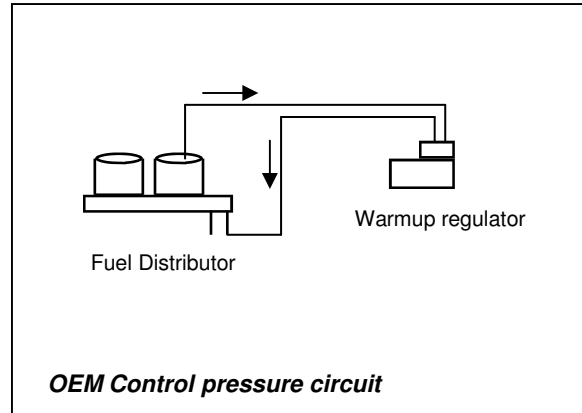 Warmup regulator
Fuel Distributor
OEM Control pressure circuit